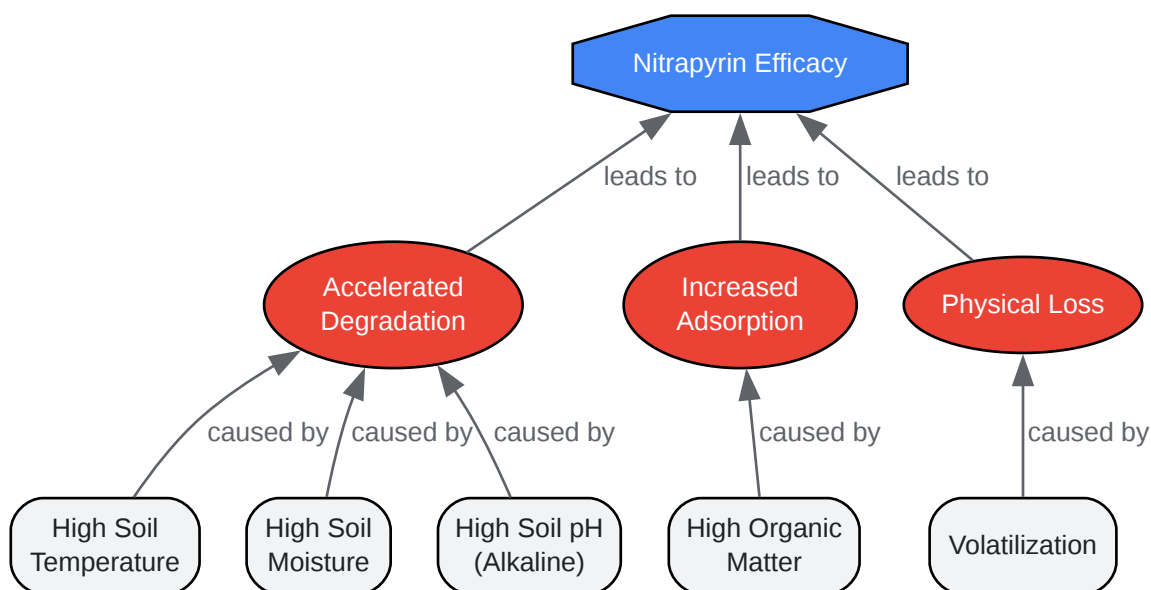 Nitrapyrin Efficacy
leads to
leads to
leads to
Accelerated
Degradation
Increased
Adsorption
Physical Loss
caused by
caused by
caused by
caused by
caused by
High Soil
Temperature
High Soil
Moisture
High Soil pH
(Alkaline)
High Organic
Matter
Volatilization